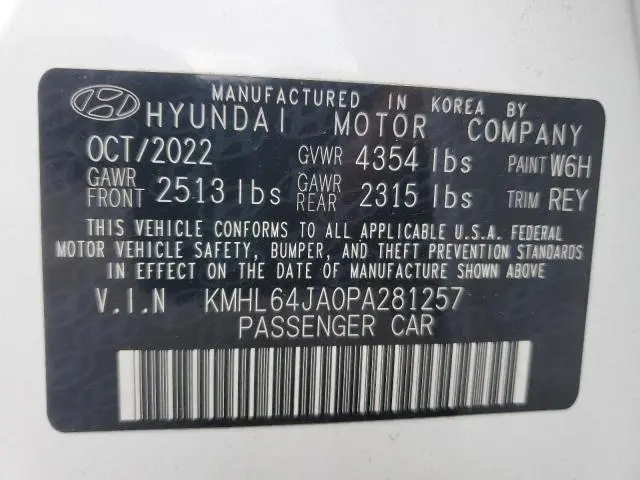 MANUFACTURED IN KOREA BY
HYUNDAI MOTOR COMPANY
OCT/2022 GVWR 4354 lbs PAINT W6H
GAWR FRONT 2513 lbs GAWR REAR 2315 lbs TRIM REY
THIS VEHICLE CONFORMS TO ALL APPLICABLE U.S.A. FEDERAL
MOTOR VEHICLE SAFETY, BUMPER, AND THEFT PREVENTION STANDARDS
IN EFFECT ON THE DATE OF MANUFACTURE SHOWN ABOVE
V.I.N KMHL64JA0PA281257
PASSENGER CAR